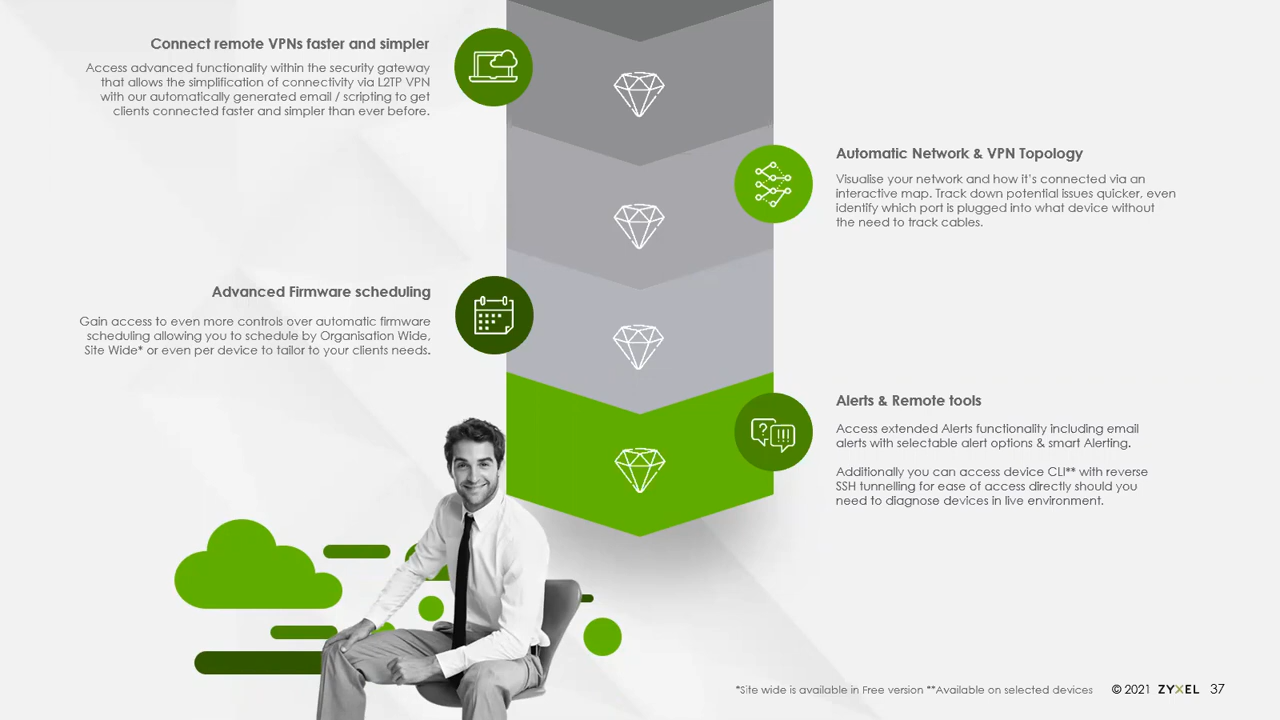 Connect remote VPNs faster and simpler
Access advanced functionality within the security gateway
that allows the simplification of connectivity via L2TP VPN
with our automatically generated email / scripting to get
clients connected faster and simpler than ever before.
Automatic Network & VPN Topology
Visualise your network and how it's connected via an
interactive map. Track down potential issues quicker, even
identify which port is plugged into what device without
the need to track cables.
Advanced Firmware scheduling
Gain access to even more controls over automatic firmware
scheduling allowing you to schedule by Organisation Wide,
Site Wide* or even per device to tailor to your clients needs.
Alerts & Remote tools
Access extended Alerts functionality including email
alerts with selectable alert options & smart Alerting.
Additionally you can access device CLI** with reverse
SSH tunnelling for ease of access directly should you
need to diagnose devices in live environment.
*Site wide is available in Free version **Available on selected devices
© 2021 ZYXEL 37